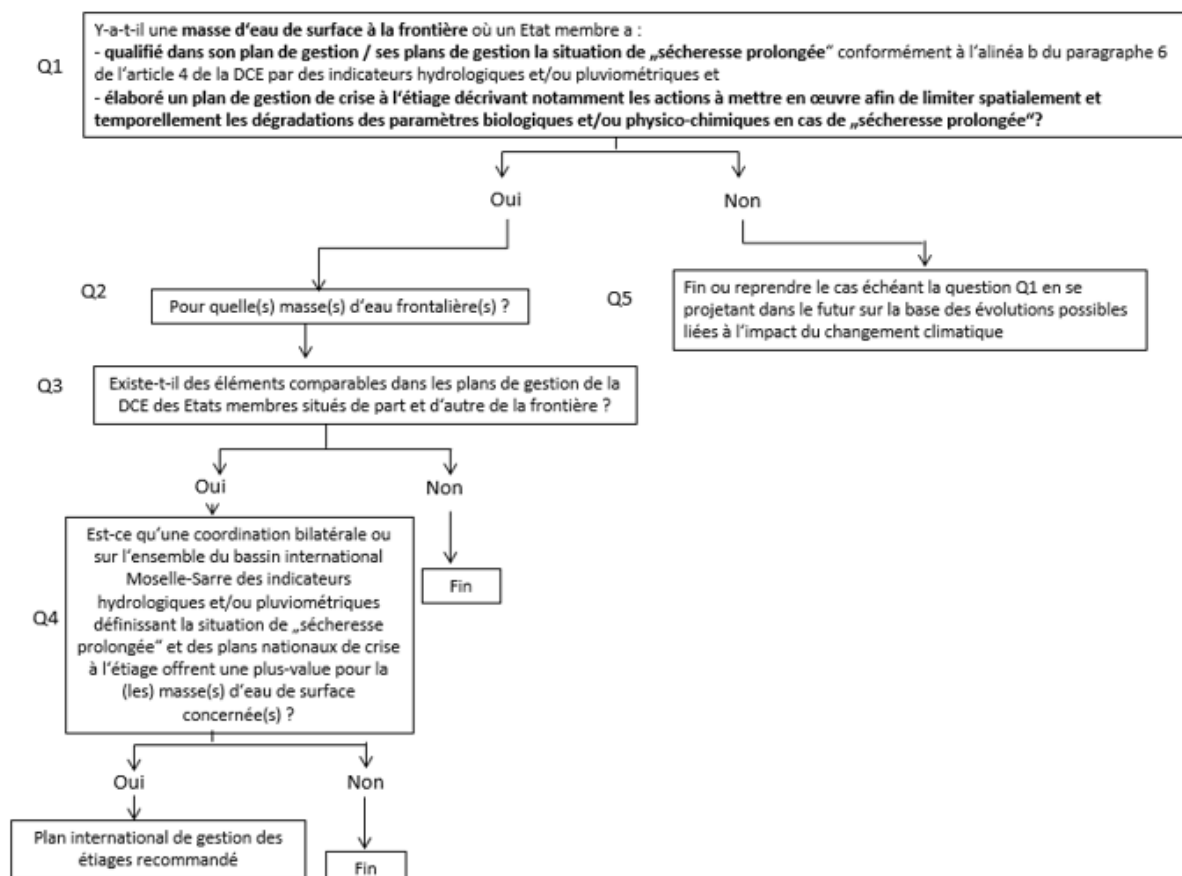 Q1
Y-a-t-il une masse d'eau de surface à la frontière où un Etat membre a :
- qualifié dans son plan de gestion / ses plans de gestion la situation de „sécheresse prolongée“ conformément à l'alinéa b du paragraphe 6
de l'article 4 de la DCE par des indicateurs hydrologiques et/ou pluviométriques et
- élaboré un plan de gestion de crise à l'étiage décrivant notamment les actions à mettre en œuvre afin de limiter spatialement et
temporellement les dégradations des paramètres biologiques et/ou physico-chimiques en cas de „sécheresse prolongée“?
Oui
Non
Q2
Pour quelle(s) masse(s) d'eau frontalière(s) ?
Q5
Fin ou reprendre le cas échéant la question Q1 en se
projetant dans le futur sur la base des évolutions possibles
liées à l'impact du changement climatique
Q3
Existe-t-il des éléments comparables dans les plans de gestion de la
DCE des Etats membres situés de part et d'autre de la frontière ?
Oui
Non
Q4
Est-ce qu'une coordination bilatérale ou
sur l'ensemble du bassin international
Moselle-Sarre des indicateurs
hydrologiques et/ou pluviométriques
définissant la situation de „sécheresse
prolongée“ et des plans nationaux de crise
à l'étiage offrent une plus-value pour la
(les) masse(s) d'eau de surface
concernée(s) ?
Fin
Oui
Non
Plan international de gestion des
étiages recommandé
Fin